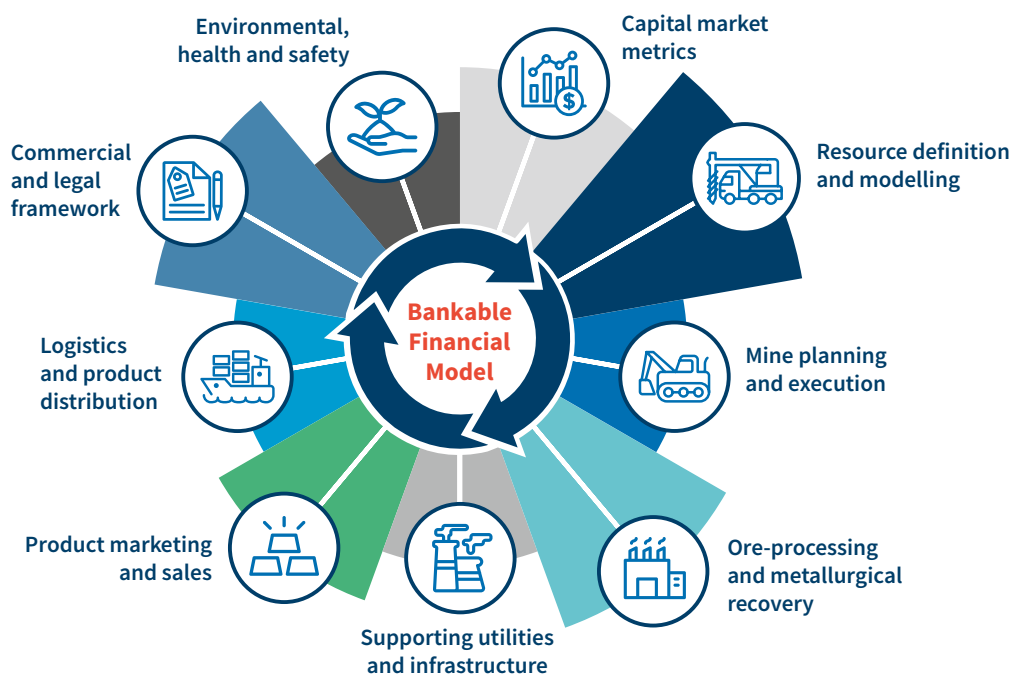 Environmental,
health and safety
Capital market
metrics
Resource definition
and modelling
Mine planning
and execution
Ore-processing
and metallurgical
recovery
Supporting utilities
and infrastructure
Product marketing
and sales
Logistics
and product
distribution
Commercial
and legal
framework
Bankable
Financial
Model
$